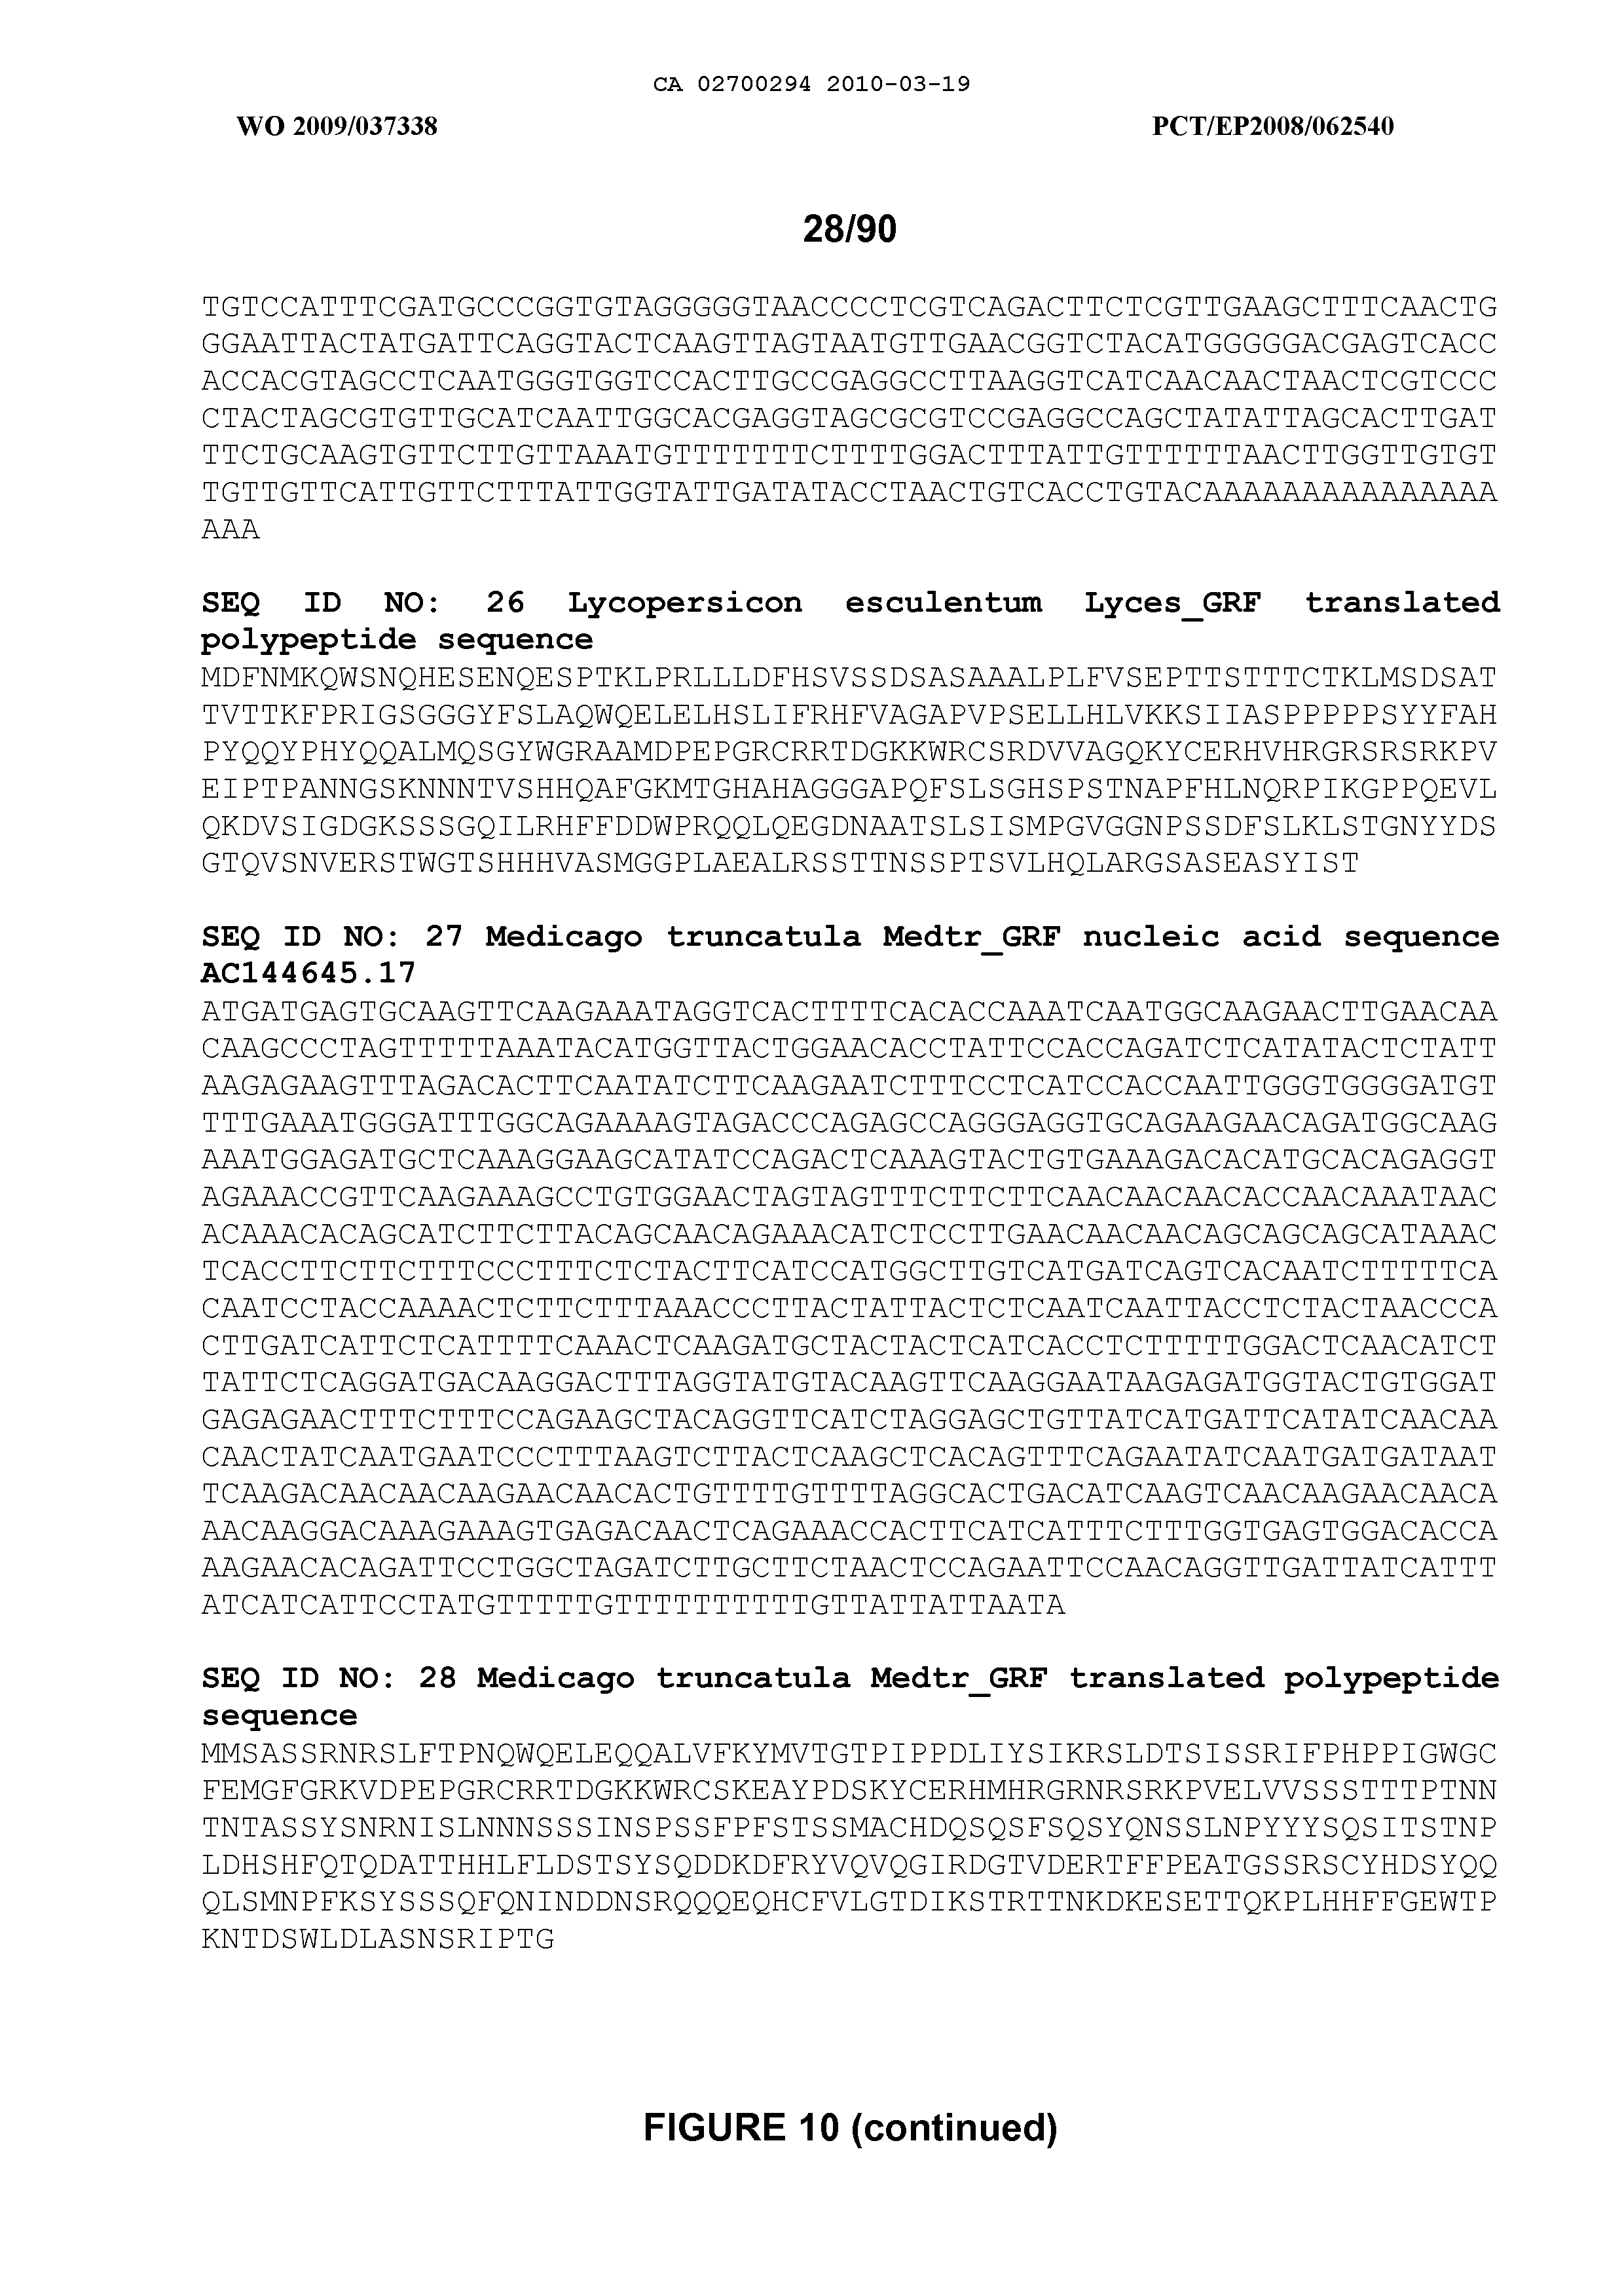 CA 02700294 2010-03-19
WO 2009/037338 PCT/EP2008/062540
28/90
TGTCCATTTCGATGCCCGGTGTAGGGGGTAACCCCTCGTCAGACTTCTCGTTGAAGCTTTCAACTG
GGAATTACTATGATTCAGGTACTCAAGTTAGTAATGTTGAACGGTCTACATGGGGGACGAGTCACC
ACCACGTAGCCTCAATGGGTGGTCCACTTGCCGAGGCCTTAAGGTCATCAACAACTAACTCGTCCC
CTACTAGCGTGTTGCATCAATTGGCACGAGGTAGCGCGTCCGAGGCCAGCTATATTAGCACTTGAT
TTCTGCAAGTGTTCTTGTTAAATGTTTTTTTCTTTTGGACTTTATTGTTTTTTAACTTGGTTGTGT
TGTTGTTCATTGTTCTTTATTGGTATTGATATACCTAACTGTCACCTGTACAAAAAAAAAAAAAAA
AAA
SEQ ID NO: 26 Lycopersicon esculentum Lyces_GRF translated
polypeptide sequence
MDFNMKQWSNQHESENQESPTKLPRLLLDFHSVSSDSASAAALPLFVSEPTTSTTTCTKLMSDSAT
TVTTKFPRIGSGGGYFSLAQWQELELHSLIFRHFVAGAPVPSELLHLVKKSIIASPPPPPSYYFAH
PYQQYPHYQQALMQSGYWGRAAMDPEPGRCRRTDGKKWRCSRDVVAGQKYCERHVHRGRSRSRKPV
EIPTPANNGSKNNNTVSHHQAFGKMTGHAHAGGGAPQFSLSGHSPSTNAPFHLNQRPIKGPPQEVL
QKDVSIGDGKSSSGQILRHFFDDWPRQQLQEGDNAATSLSISMPGVGGNPSSDFSLKLSTGNYYDS
GTQVSNVERSTWGTSHHHVASMGGPLAEALRSSTTNSSPTSVLHQLARGSASEASYIST
SEQ ID NO: 27 Medicago truncatula Medtr_GRF nucleic acid sequence
AC144645.17
ATGATGAGTGCAAGTTCAAGAAATAGGTCACTTTTCACACCAAATCAATGGCAAGAACTTGAACAA
CAAGCCCTAGTTTTTAAATACATGGTTACTGGAACACCTATTCCACCAGATCTCATATACTCTATT
AAGAGAAGTTTAGACACTTCAATATCTTCAAGAATCTTTCCTCATCCACCAATTGGGTGGGGATGT
TTTGAAATGGGATTTGGCAGAAAAGTAGACCCAGAGCCAGGGAGGTGCAGAAGAACAGATGGCAAG
AAATGGAGATGCTCAAAGGAAGCATATCCAGACTCAAAGTACTGTGAAAGACACATGCACAGAGGT
AGAAACCGTTCAAGAAAGCCTGTGGAACTAGTAGTTTCTTCTTCAACAACAACACCAACAAATAAC
ACAAACACAGCATCTTCTTACAGCAACAGAAACATCTCCTTGAACAACAACAGCAGCAGCATAAAC
TCACCTTCTTCTTTCCCTTTCTCTACTTCATCCATGGCTTGTCATGATCAGTCACAATCTTTTTCA
CAATCCTACCAAAACTCTTCTTTAAACCCTTACTATTACTCTCAATCAATTACCTCTACTAACCCA
CTTGATCATTCTCATTTTCAAACTCAAGATGCTACTACTCATCACCTCTTTTTGGACTCAACATCT
TATTCTCAGGATGACAAGGACTTTAGGTATGTACAAGTTCAAGGAATAAGAGATGGTACTGTGGAT
GAGAGAACTTTCTTTCCAGAAGCTACAGGTTCATCTAGGAGCTGTTATCATGATTCATATCAACAA
CAACTATCAATGAATCCCTTTAAGTCTTACTCAAGCTCACAGTTTCAGAATATCAATGATGATAAT
TCAAGACAACAACAAGAACAACACTGTTTTGTTTTAGGCACTGACATCAAGTCAACAAGAACAACA
AACAAGGACAAAGAAAGTGAGACAACTCAGAAACCACTTCATCATTTCTTTGGTGAGTGGACACCA
AAGAACACAGATTCCTGGCTAGATCTTGCTTCTAACTCCAGAATTCCAACAGGTTGATTATCATTT
ATCATCATTCCTATGTTTTTGTTTTTTTTTTGTTATTATTAATA
SEQ ID NO: 28 Medicago truncatula Medtr_GRF translated polypeptide
sequence
MMSASSRNRSLFTPNQWQELEQQALVFKYMVTGTPIPPDLIYSIKRSLDTSISSRIFPHPPIGWGC
FEMGFGRKVDPEPGRCRRTDGKKWRCSKEAYPDSKYCERHMHRGRNRSRKPVELVVSSSTTTPTNN
TNTASSYSNRNISLNNNSSSINSPSSFPFSTSSMACHDQSQSFSQSYQNSSLNPYYYSQSITSTNP
LDHSHFQTQDATTHHLFLDSTSYSQDDKDFRYVQVQGIRDGTVDERTFFPEATGSSRSCYHDSYQQ
QLSMNPFKSYSSSQFQNINDDNSRQQQEQHCFVLGTDIKSTRTTNKDKESETTQKPLHHFFGEWTP
KNTDSWLDLASNSRIPTG
FIGURE 10 (continued)